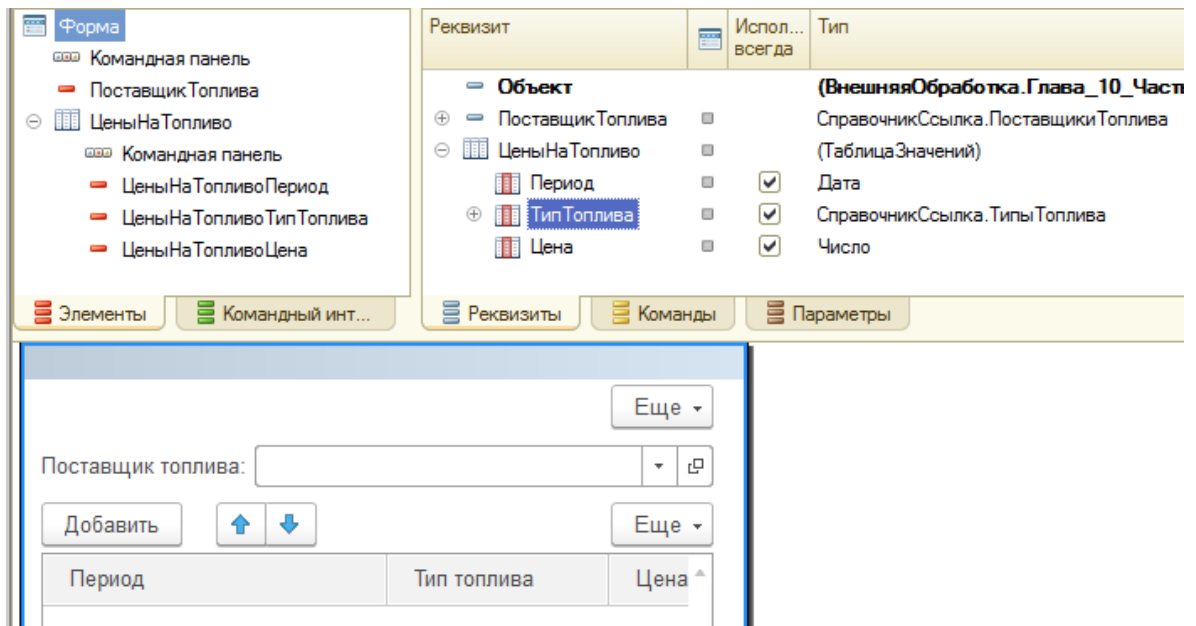 Форма
Командная панель
ПоставщикТоплива
ЦеныНаТопливо
Командная панель
ЦеныНаТопливоПериод
ЦеныНаТопливоТипТоплива
ЦеныНаТопливоЦена
Элементы
Командный инт...
Реквизит
Испол... всегда
Тип
Объект
(ВнешняяОбработка.Глава_10_Часть
ПоставщикТоплива
СправочникСсылка.ПоставщикиТоплива
ЦеныНаТопливо
(ТаблицаЗначений)
Период
Дата
ТипТоплива
СправочникСсылка.ТипыТоплива
Цена
Число
Реквизиты
Команды
Параметры
Еще
Поставщик топлива:
Добавить
Еще
Период
Тип топлива
Цена